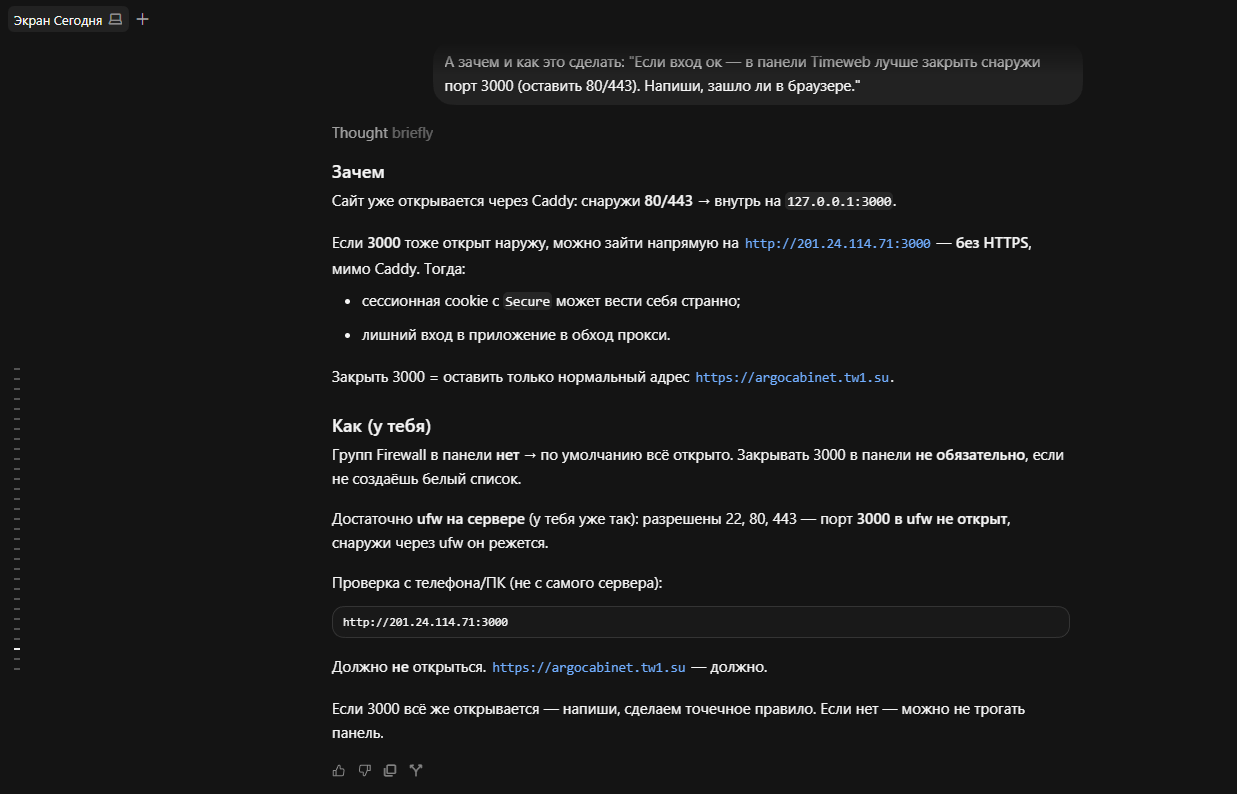 Экран Сегодня
А зачем и как это сделать: "Если вход ок — в панели Timeweb лучше закрыть снаружи
порт 3000 (оставить 80/443). Напиши, зашло ли в браузере."
Thought briefly
Зачем
Сайт уже открывается через Caddy: снаружи 80/443 → внутрь на 127.0.0.1:3000.
Если 3000 тоже открыт наружу, можно зайти напрямую на http://201.24.114.71:3000 — без HTTPS,
мимо Caddy. Тогда:
• сессионная cookie с Secure может вести себя странно;
• лишний вход в приложение в обход прокси.
Закрыть 3000 = оставить только нормальный адрес https://argocabinet.tw1.su.
Как (у тебя)
Групп Firewall в панели нет → по умолчанию всё открыто. Закрывать 3000 в панели не обязательно, если
не создаёшь белый список.
Достаточно ufw на сервере (у тебя уже так): разрешены 22, 80, 443 — порт 3000 в ufw не открыт,
снаружи через ufw он режется.
Проверка с телефона/ПК (не с самого сервера):
http://201.24.114.71:3000
Должно не открыться. https://argocabinet.tw1.su — должно.
Если 3000 всё же открывается — напиши, сделаем точечное правило. Если нет — можно не трогать
панель.